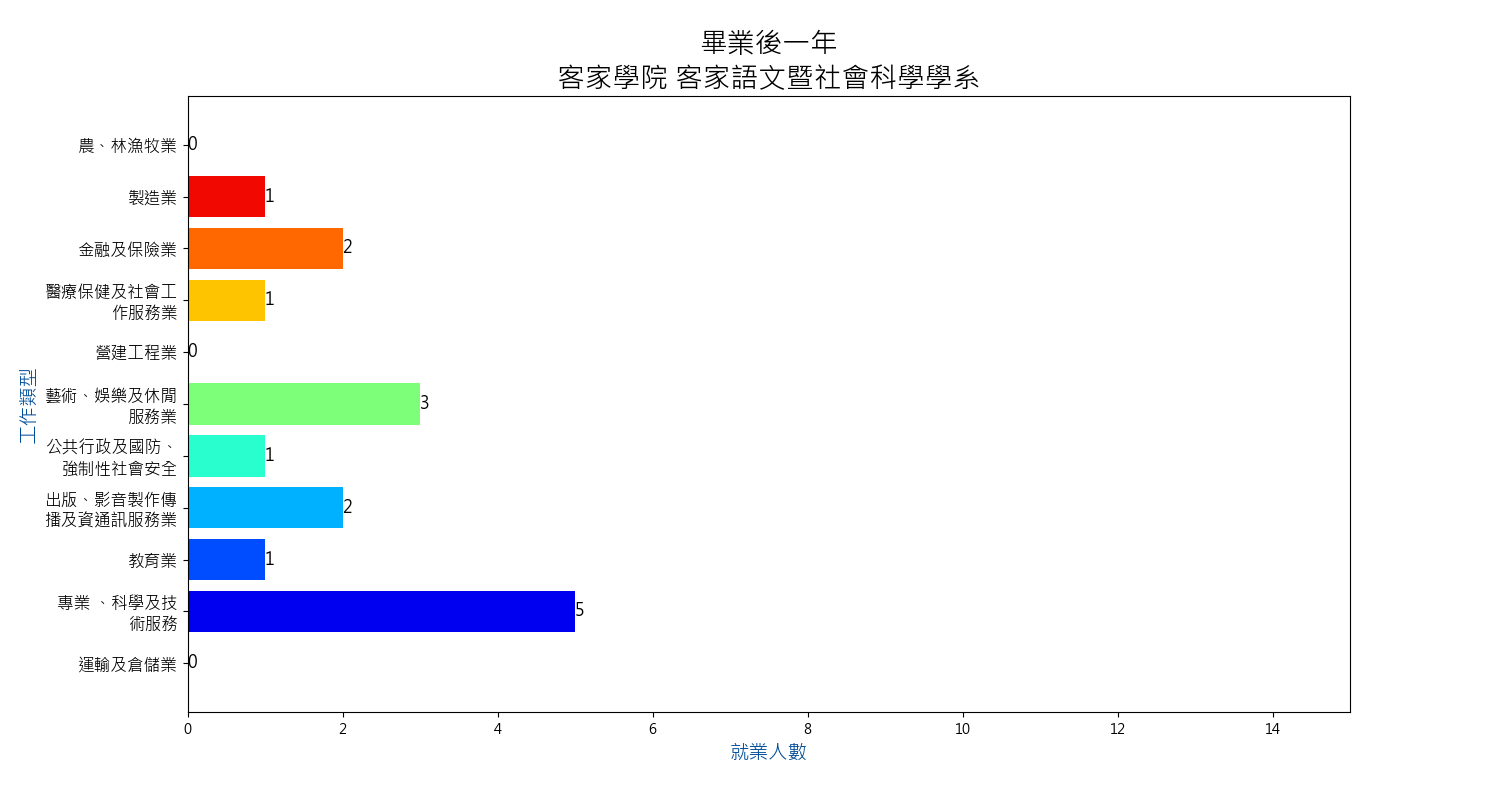 畢業後一年
客家學院 客家語文暨社會科學學系
農、林漁牧業
0
製造業
1
金融及保險業
2
醫療保健及社會工
作服務業
1
營建工程業
0
藝術、娛樂及休閒
服務業
3
公共行政及國防、
強制性社會安全
1
出版、影音製作傳
播及資通訊服務業
2
教育業
1
專業 、科學及技
術服務
5
運輸及倉儲業
0
工作類型
0 2 4 6 8 10 12 14
就業人數